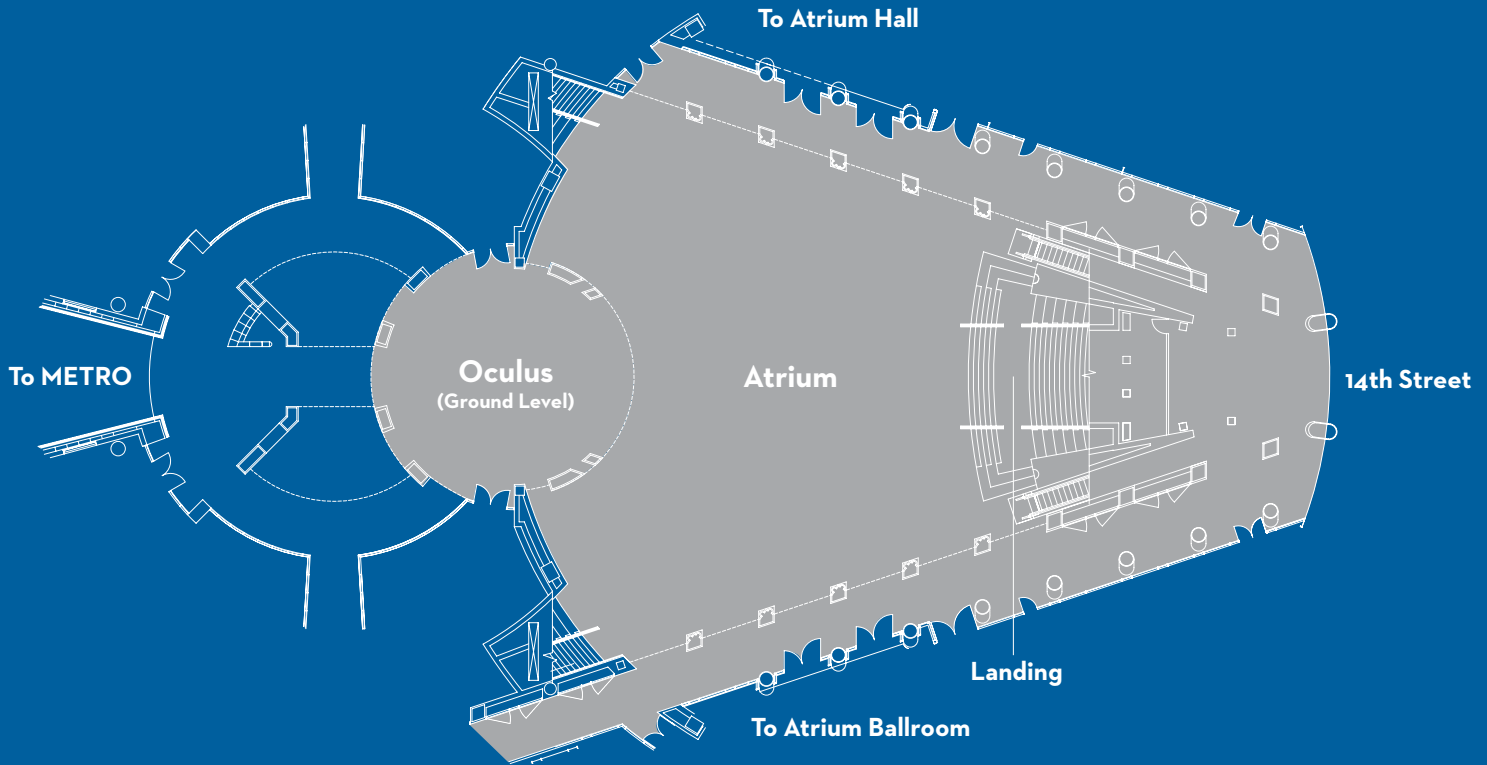 To Atrium Hall
To METRO
Oculus
(Ground Level)
Atrium
14th Street
Landing
To Atrium Ballroom